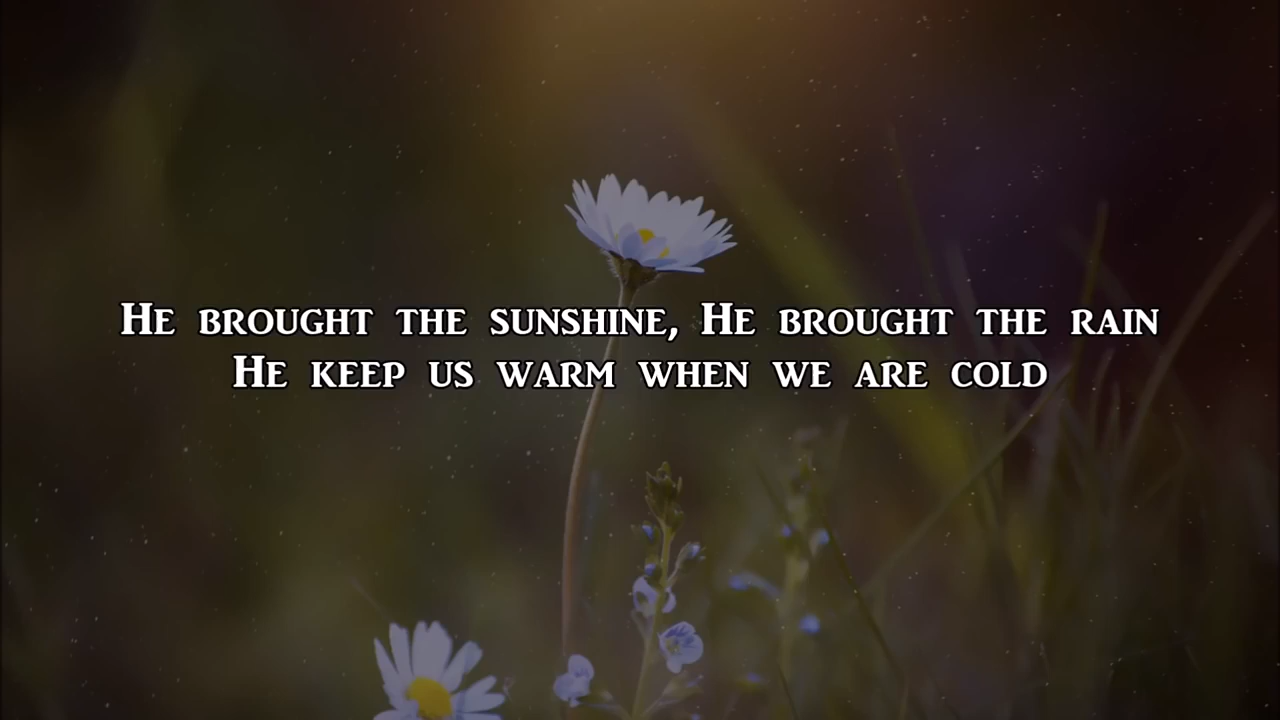 He brought the sunshine, He brought the rain
He keep us warm when we are cold